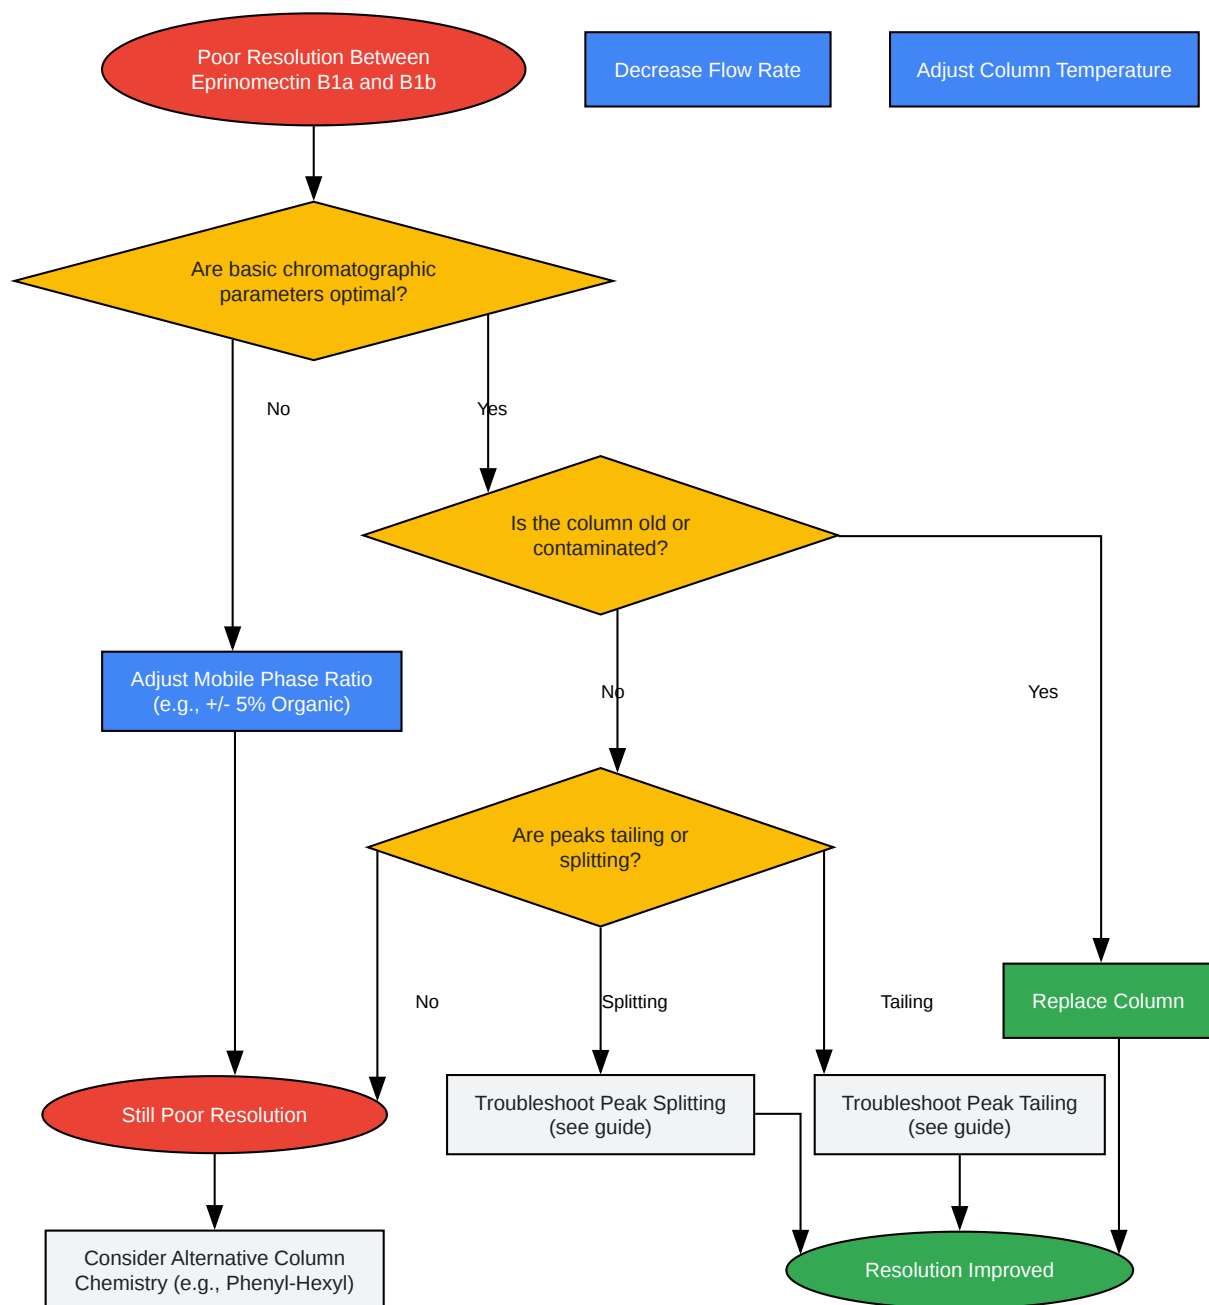 Poor Resolution Between
Eprinomectin B1a and B1b
Decrease Flow Rate
Adjust Column Temperature
Are basic chromatographic
parameters optimal?
No
Yes
Is the column old or
contaminated?
Adjust Mobile Phase Ratio
(e.g., +/- 5% Organic)
No
Yes
Are peaks tailing or
splitting?
No
Splitting
Tailing
Replace Column
Still Poor Resolution
Troubleshoot Peak Splitting
(see guide)
Troubleshoot Peak Tailing
(see guide)
Consider Alternative Column
Chemistry (e.g., Phenyl-Hexyl)
Resolution Improved